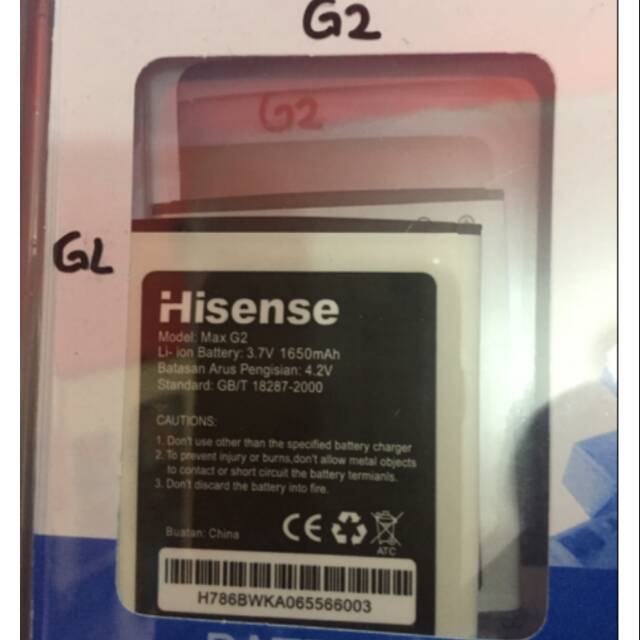 G2
G2
GL
Hisense
Model: Max G2
Li- ion Battery: 3.7V 1650mAh
Batasan Arus Pengisian: 4.2V
Standard: GB/T 18287-2000
CAUTIONS:
1. Don't use other than the specified battery charger
2. To prevent injury or burns,don't allow metal objects
to contact or short circuit the battery termianls.
3. Don't discard the battery into fire.
Buatan: China
CE
ATC
H786BWKA065566003